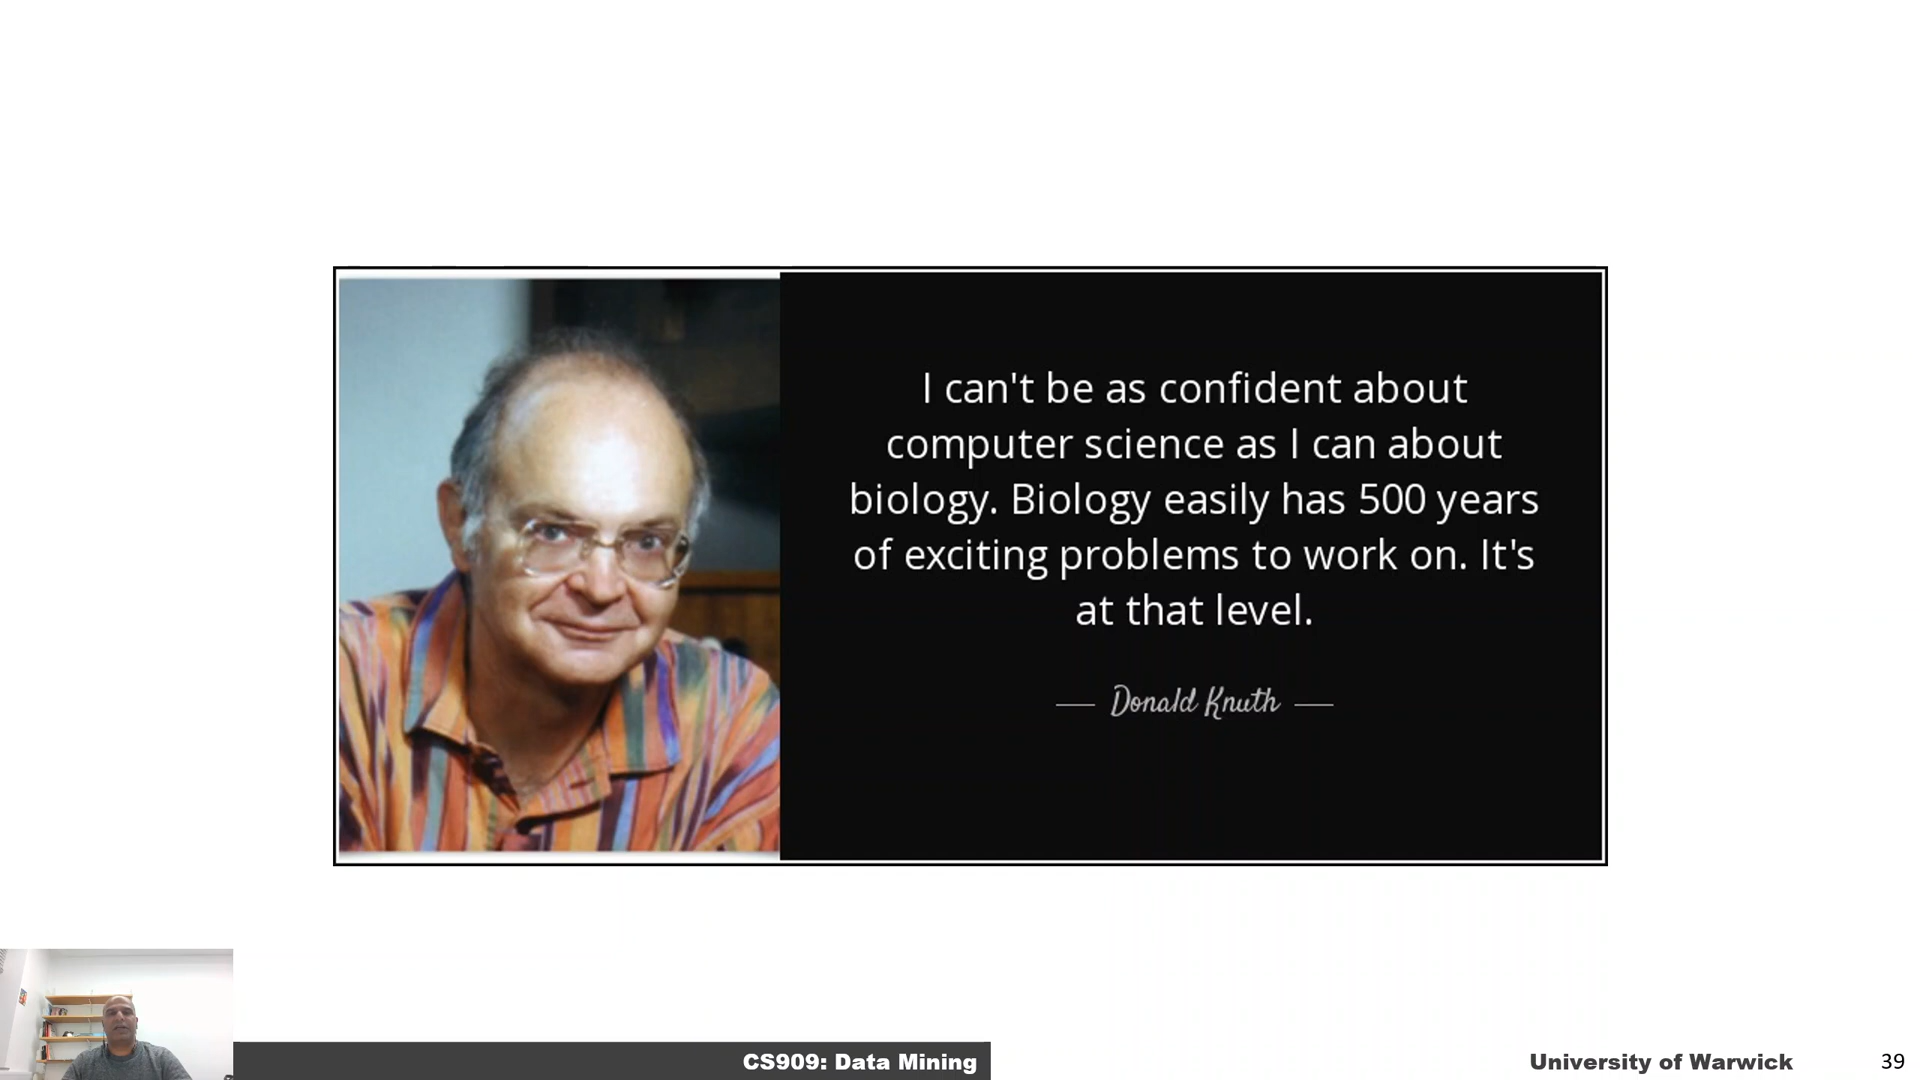 I can't be as confident about
computer science as I can about
biology. Biology easily has 500 years
of exciting problems to work on. It's
at that level.
Donald Knuth
CS909: Data Mining
University of Warwick
39